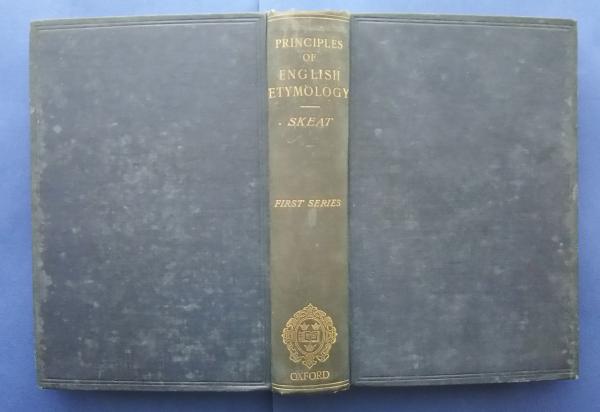 PRINCIPLES
OF
ENGLISH
ETYMOLOGY
SKEAT
FIRST SERIES
OXFORD